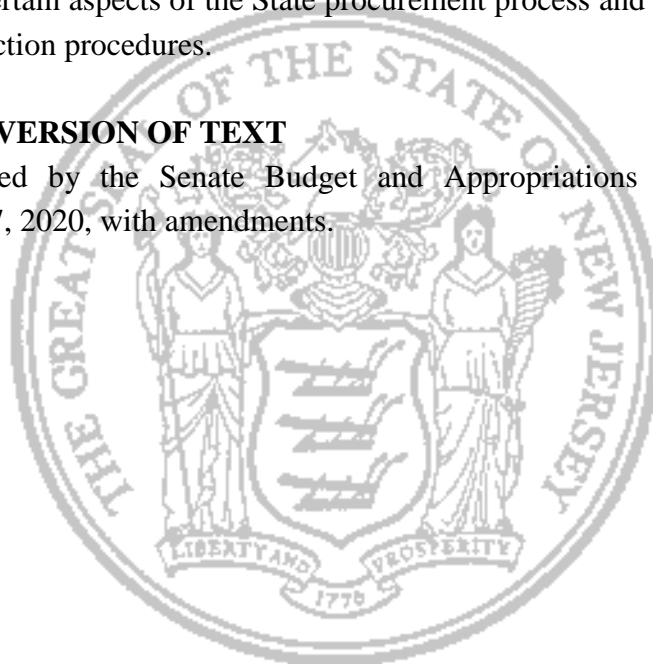 ertain aspects of the State procurement process and
ction procedures.
VERSION OF TEXT
ed by the Senate Budget and Appropriations
, 2020, with amendments.
THE GREAT SEAL OF THE STATE OF NEW JERSEY
LIBERTY AND PROSPERITY
1776